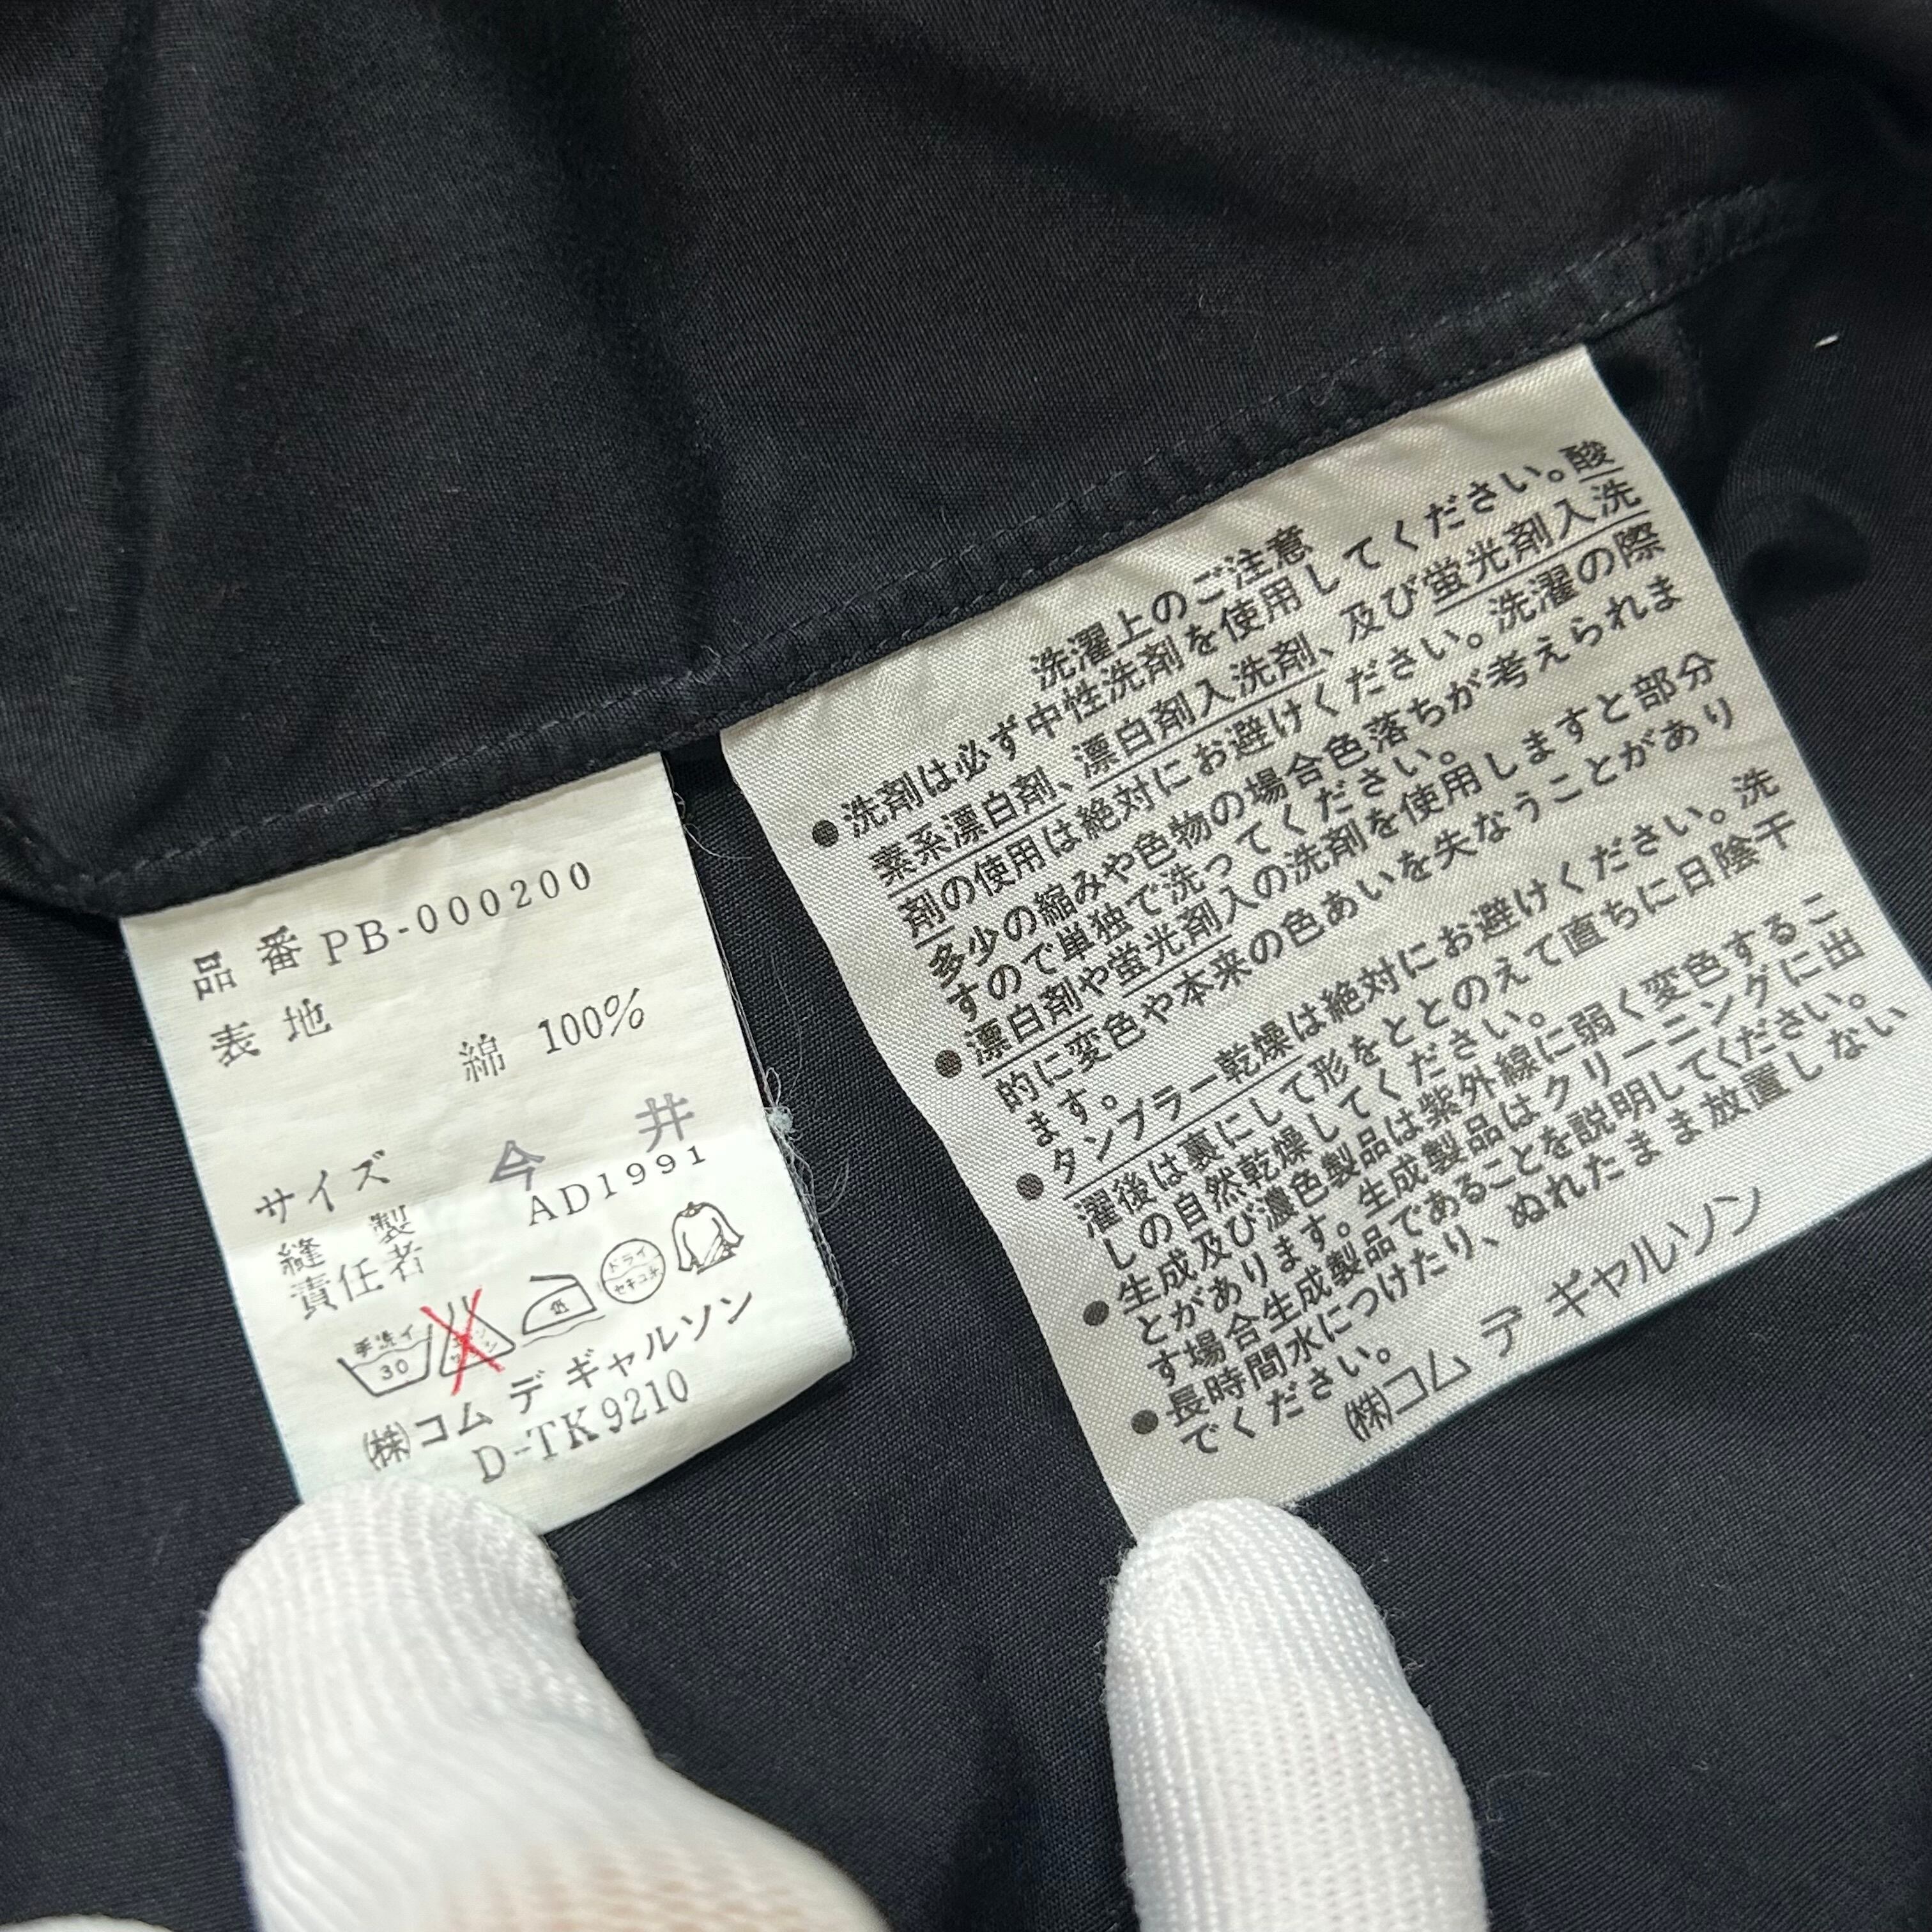 品 番 PB-000200
表 地
綿 100%
サイズ
今 井
縫 製
責任者
AD1991
手洗イ
30
低
ドライ
セキユ系
㈱コム デ ギャルソン
D-TK9210
洗濯上のご注意
●洗剤は必ず中性洗剤を使用してください。酸
素系漂白剤、漂白剤入洗剤、及び蛍光剤入洗
剤の使用は絶対にお避けください。洗濯の際
多少の縮みや色物の場合色落ちが考えられま
すので単独で洗ってください。
●漂白剤や蛍光剤入の洗剤を使用しますと部分
的に変色や本来の色あいを失なうことがあり
ます。
●タンブラー乾燥は絶対にお避けください。洗
濯後は裏にして形をととのえて直ちに日陰干
しの自然乾燥してください。
●生成及び濃色製品は紫外線に弱く変色するこ
とがあります。生成製品はクリーニングに出
す場合生成製品であることを説明してください。
●長時間水につけたり、ぬれたまま放置しない
でください。
㈱コム デ ギャルソン